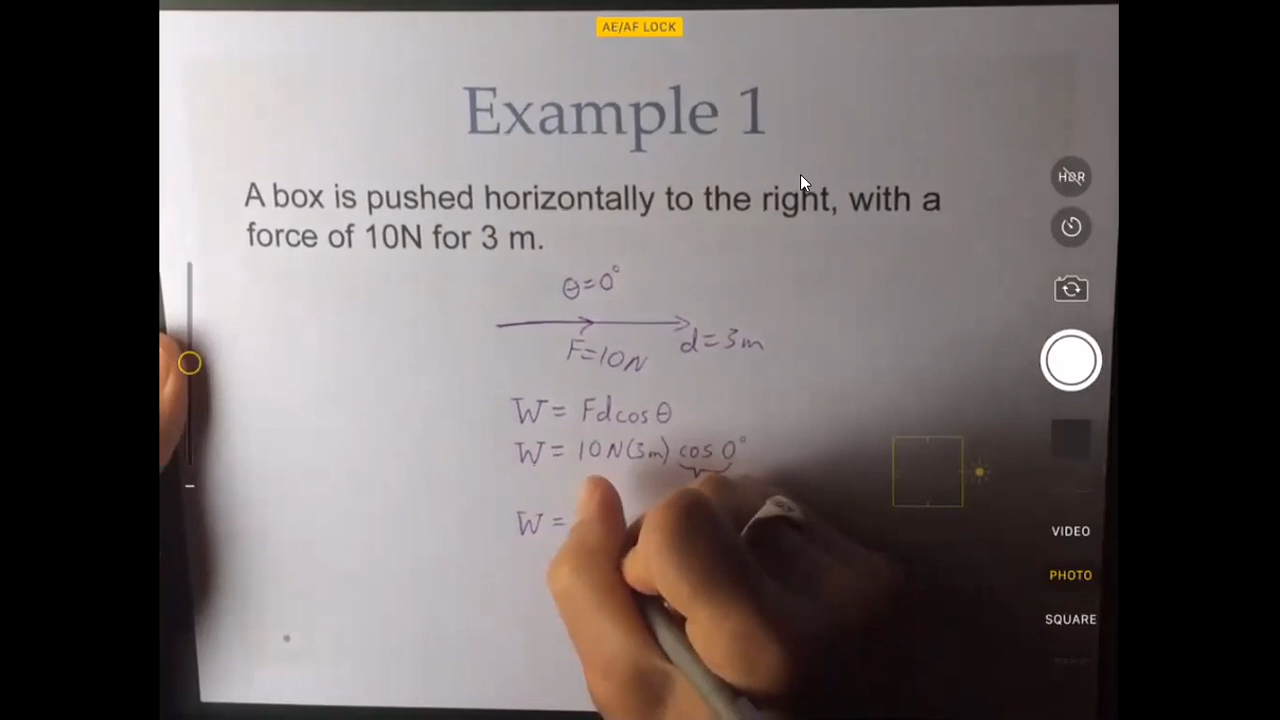 AE/AF LOCK
Example 1
HDR
A box is pushed horizontally to the right, with a
force of 10N for 3 m.
θ=0°
F=10N
d=3m
W = Fdcosθ
W = 10N(3m) cos 0°
W =
VIDEO
PHOTO
SQUARE